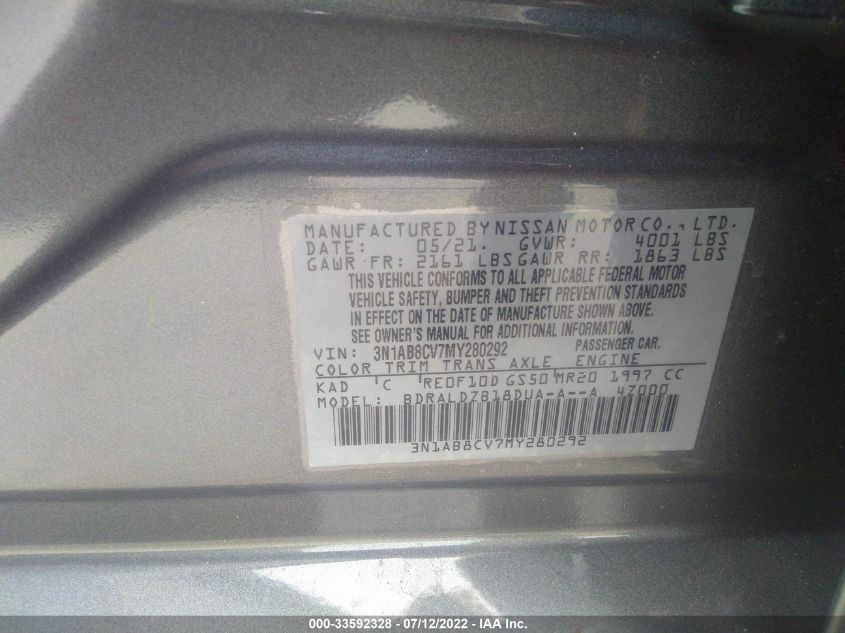 MANUFACTURED BY NISSAN MOTOR CO., LTD.
DATE: 05/21. GVWR: 4001 LBS
GAWR FR: 2161 LBS GAWR RR: 1863 LBS
THIS VEHICLE CONFORMS TO ALL APPLICABLE FEDERAL MOTOR
VEHICLE SAFETY, BUMPER AND THEFT PREVENTION STANDARDS
IN EFFECT ON THE DATE OF MANUFACTURE SHOWN ABOVE.
SEE OWNER'S MANUAL FOR ADDITIONAL INFORMATION.
VIN: 3N1AB8CV7MY280292 PASSENGER CAR.
COLOR TRIM TRANS AXLE ENGINE
KAD 'C RE0F10D GS50 MR20 1997 CC
MODEL: BDRALDZB18DUA-A--A 4Z000
3N1AB8CV7MY280292
000-33592328 - 07/12/2022 - IAA Inc.